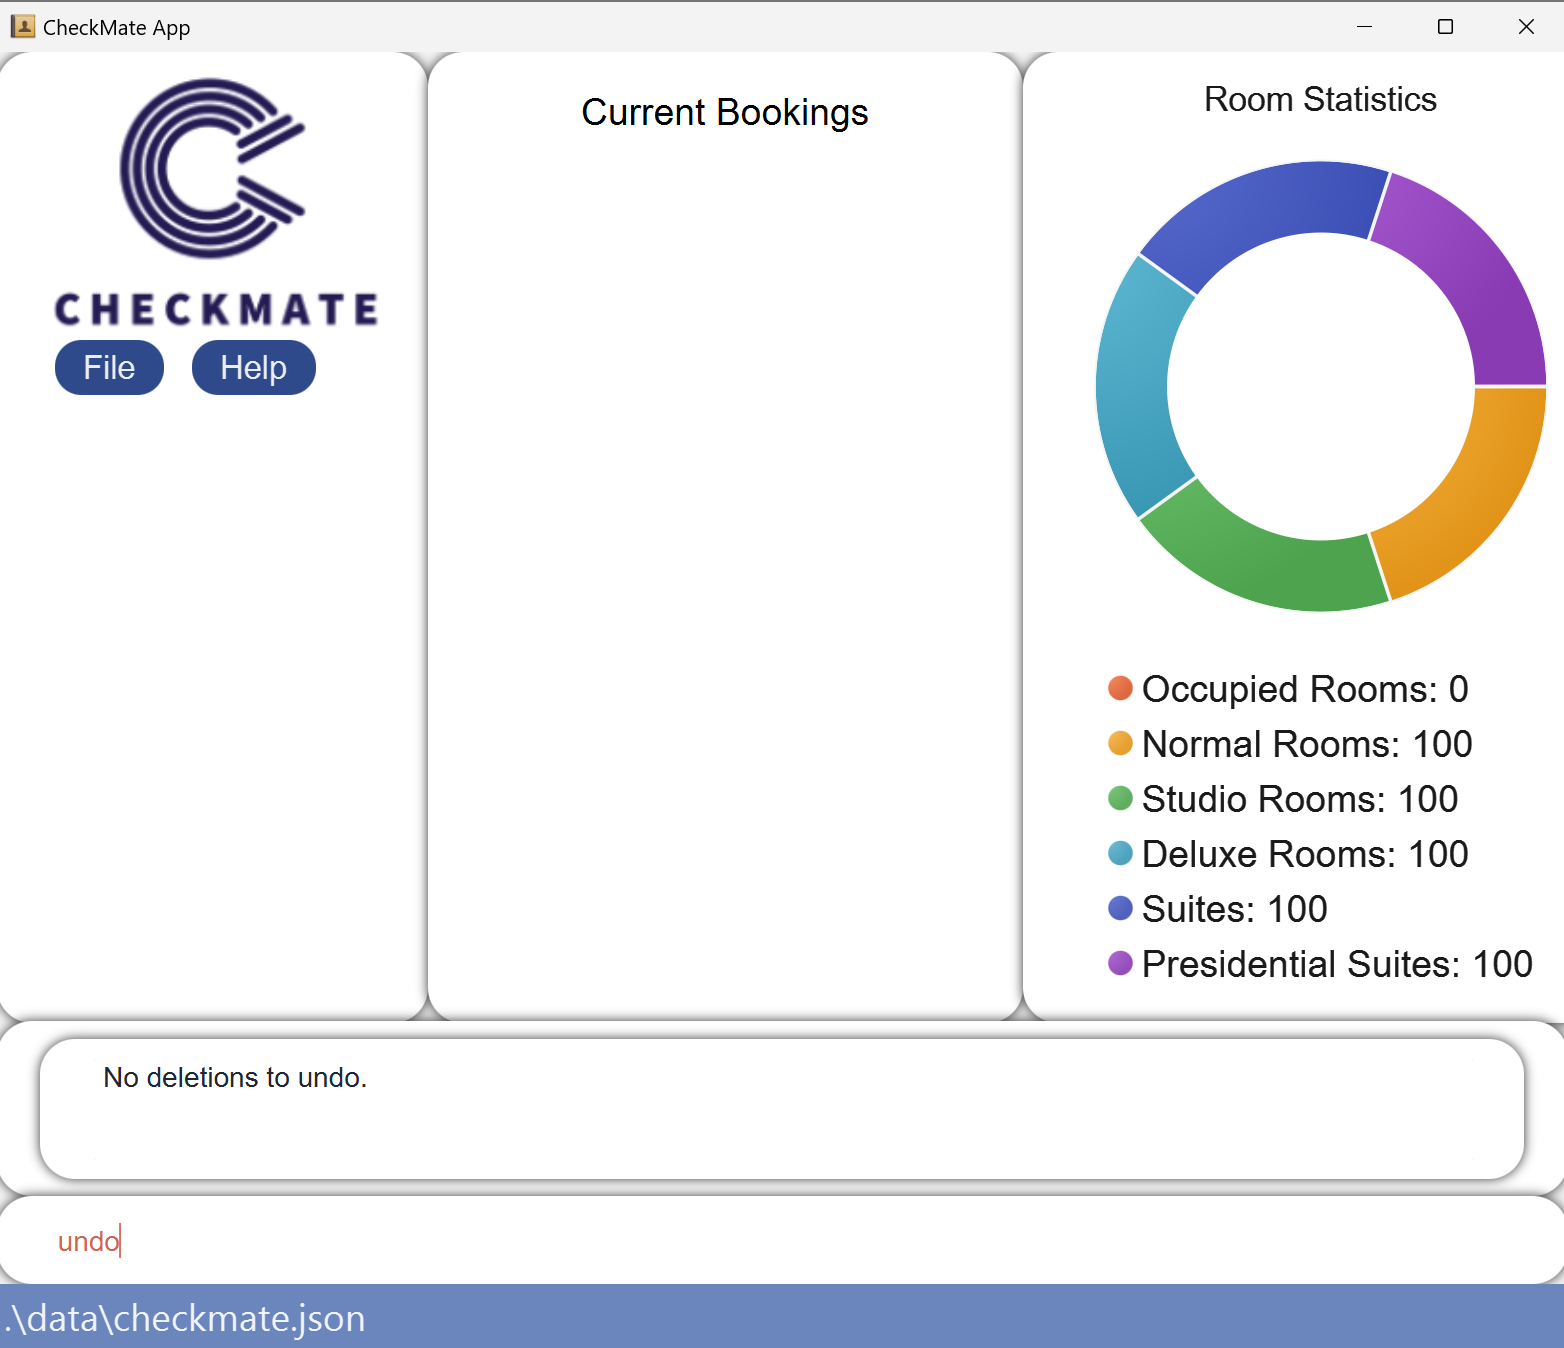 CheckMate App
CHECKMATE
File Help
Current Bookings
Room Statistics
Occupied Rooms: 0
Normal Rooms: 100
Studio Rooms: 100
Deluxe Rooms: 100
Suites: 100
Presidential Suites: 100
No deletions to undo.
undo
.\data\checkmate.json